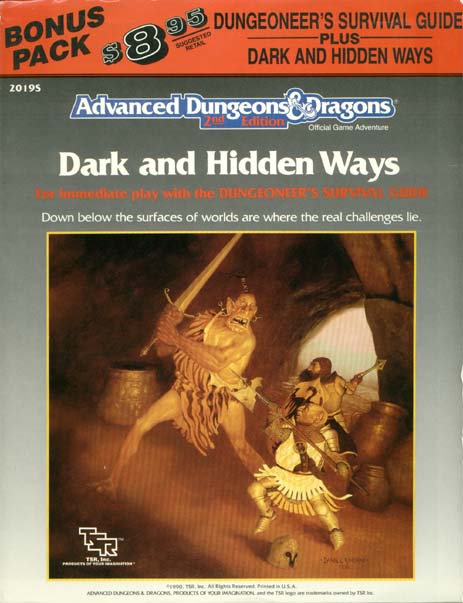 BONUS PACK
$8.95
SUGGESTED RETAIL
DUNGEONEER'S SURVIVAL GUIDE
PLUS
DARK AND HIDDEN WAYS
2019S
Advanced Dungeons & Dragons®
2nd Edition
Official Game Adventure
Dark and Hidden Ways
For immediate play with the DUNGEONEER'S SURVIVAL GUIDE
Down below the surfaces of worlds are where the real challenges lie.
TSR™
TSR, Inc.
PRODUCTS OF YOUR IMAGINATION™
©1990, TSR, Inc. All Rights Reserved. Printed in U.S.A.
ADVANCED DUNGEONS & DRAGONS, PRODUCTS OF YOUR IMAGINATION, and the TSR logo are trademarks owned by TSR Inc.